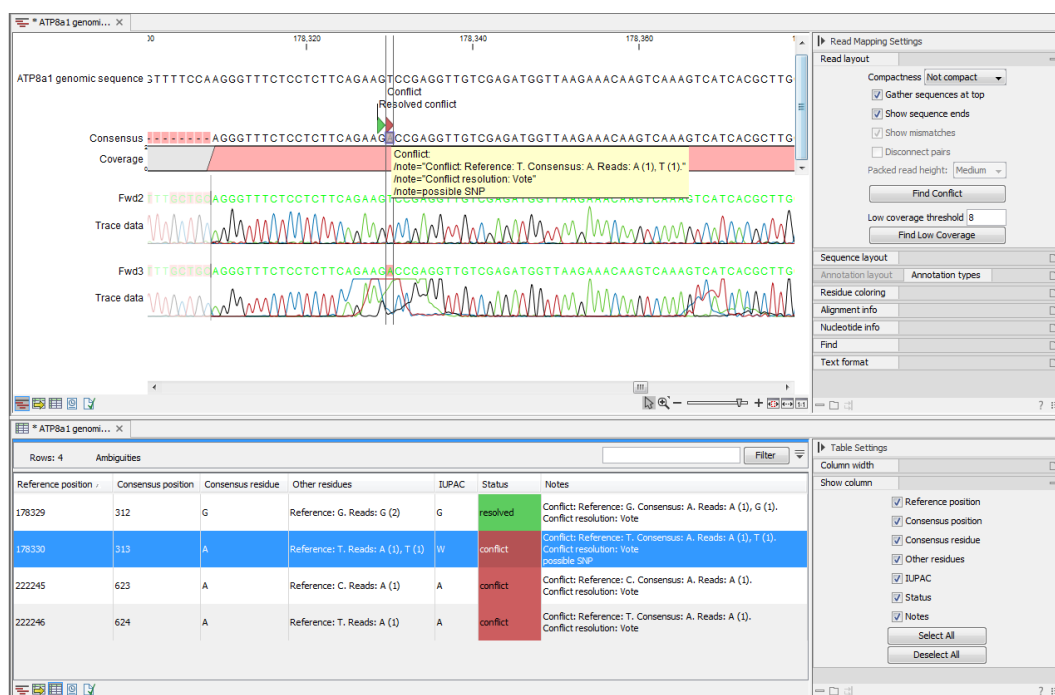 * ATP8a1 genomi...
178,320
178,340
178,360
ATP8a1 genomic sequence GTTTTCCAAGGGTTTCTCCTCTTCAGAAGTCCGAGGTTGTCGAGATGGTTAAGAAACAAGTCAAAGTCATCACGCTTG
Conflict
Resolved conflict
Consensus - - - - - - - - AGGGTTTCTCCTCTTCAGAAGACCGAGGTTGTCGAGATGGTTAAGAAACAAGTCAAAGTCATCACGCTTG
Coverage
Conflict:
/note="Conflict: Reference: T. Consensus: A. Reads: A (1), T (1)."
/note="Conflict resolution: Vote"
/note=possible SNP
Fwd2
AGGGTTTCTCCTCTTCAGAAGTCCGAGGTTGTCGAGATGGTTAAGAAACAAGTCAAAGTCATCACGCTTG
Trace data
Fwd3
AGGGTTTCTCCTCTTCAGAAGACCGAGGTTGTCGAGATGGTTAAGAAACAAGTCAAAGTCATCACGCTTG
Trace data
Read Mapping Settings
Read layout
Compactness Not compact
Gather sequences at top
Show sequence ends
Show mismatches
Disconnect pairs
Packed read height: Medium
Find Conflict
Low coverage threshold 8
Find Low Coverage
Sequence layout
Annotation layout Annotation types
Residue coloring
Alignment info
Nucleotide info
Find
Text format
* ATP8a1 genomi...
Rows: 4 Ambiguities Filter
Reference position Consensus position Consensus residue Other residues IUPAC Status Notes
178329 312 G Reference: G. Reads: G (2) G resolved Conflict: Reference: G. Consensus: A. Reads: A (1), G (1).
Conflict resolution: Vote
178330 313 A Reference: T. Reads: A (1), T (1) W conflict Conflict: Reference: T. Consensus: A. Reads: A (1), T (1).
Conflict resolution: Vote
possible SNP
222245 623 A Reference: C. Reads: A (1) A conflict Conflict: Reference: C. Consensus: A. Reads: A (1).
Conflict resolution: Vote
222246 624 A Reference: T. Reads: A (1) A conflict Conflict: Reference: T. Consensus: A. Reads: A (1).
Conflict resolution: Vote
Table Settings
Column width
Show column
Reference position
Consensus position
Consensus residue
Other residues
IUPAC
Status
Notes
Select All
Deselect All